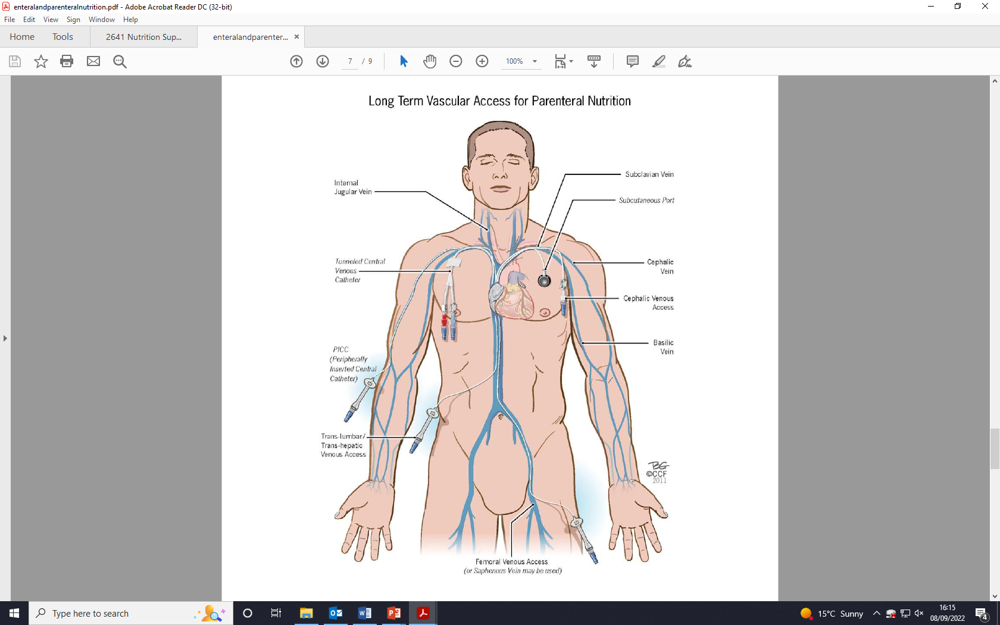 enteralandparenteralnutrition.pdf - Adobe Acrobat Reader DC (32-bit)
File Edit View Sign Window Help
Home Tools 2641 Nutrition Sup... enteralandparenter... ×
7 / 9 100%
Long Term Vascular Access for Parenteral Nutrition
Internal
Jugular Vein
Subclavian Vein
Subcutaneous Port
Tunneled Central
Venous
Catheter
Cephalic
Vein
Cephalic Venous
Access
Basilic
Vein
PICC
(Peripherally
Inserted Central
Catheter)
Trans-lumbar/
Trans-hepatic
Venous Access
BG
©CCF
2011
Femoral Venous Access
(or Saphenous Vein may be used)
Type here to search
15°C Sunny
16:15
08/09/2022
4